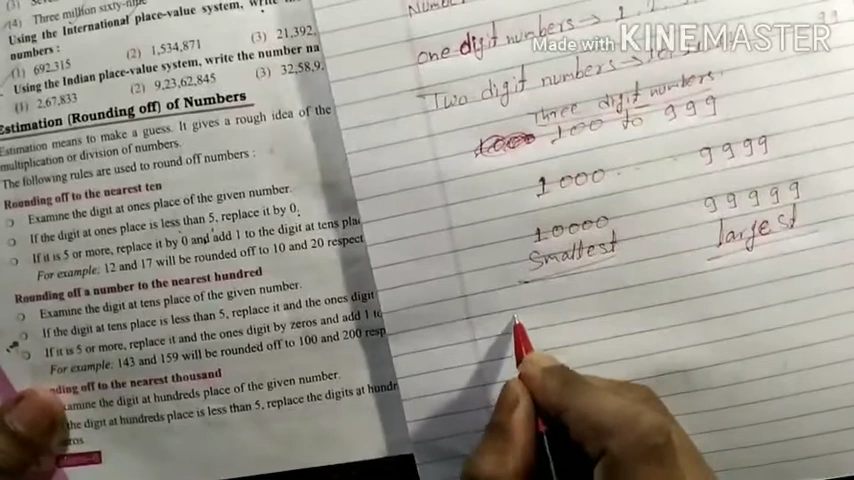 (14) Three million sixty-nine
Using the International place-value system, write
numbers :
(1) 692,315 (2) 1,534,871 (3) 21,392,
Using the Indian place-value system, write the number na
(1) 2,67,833 (2) 9,23,62,845 (3) 32,58,9
Estimation (Rounding off) of Numbers
Estimation means to make a guess. It gives a rough idea of the
multiplication or division of numbers.
The following rules are used to round off numbers :
Rounding off to the nearest ten
Examine the digit at ones place of the given number.
If the digit at ones place is less than 5, replace it by 0.
If it is 5 or more, replace it by 0 and add 1 to the digit at tens pla
For example: 12 and 17 will be rounded off to 10 and 20 respect
Rounding off a number to the nearest hundred
Examine the digit at tens place of the given number.
If the digit at tens place is less than 5, replace it and the ones digit
If it is 5 or more, replace it and the ones digit by zeros and add 1 to
For example: 143 and 159 will be rounded off to 100 and 200 resp
ding off to the nearest thousand
xamine the digit at hundreds place of the given number.
the digit at hundreds place is less than 5, replace the digits at hundr
eros
one digit numbers → 1
Made with KINEMASTER
Two digit numbers →
Three digit numbers.
100 to 999
1000 ..... 9999
10000 99999
Smallest largest